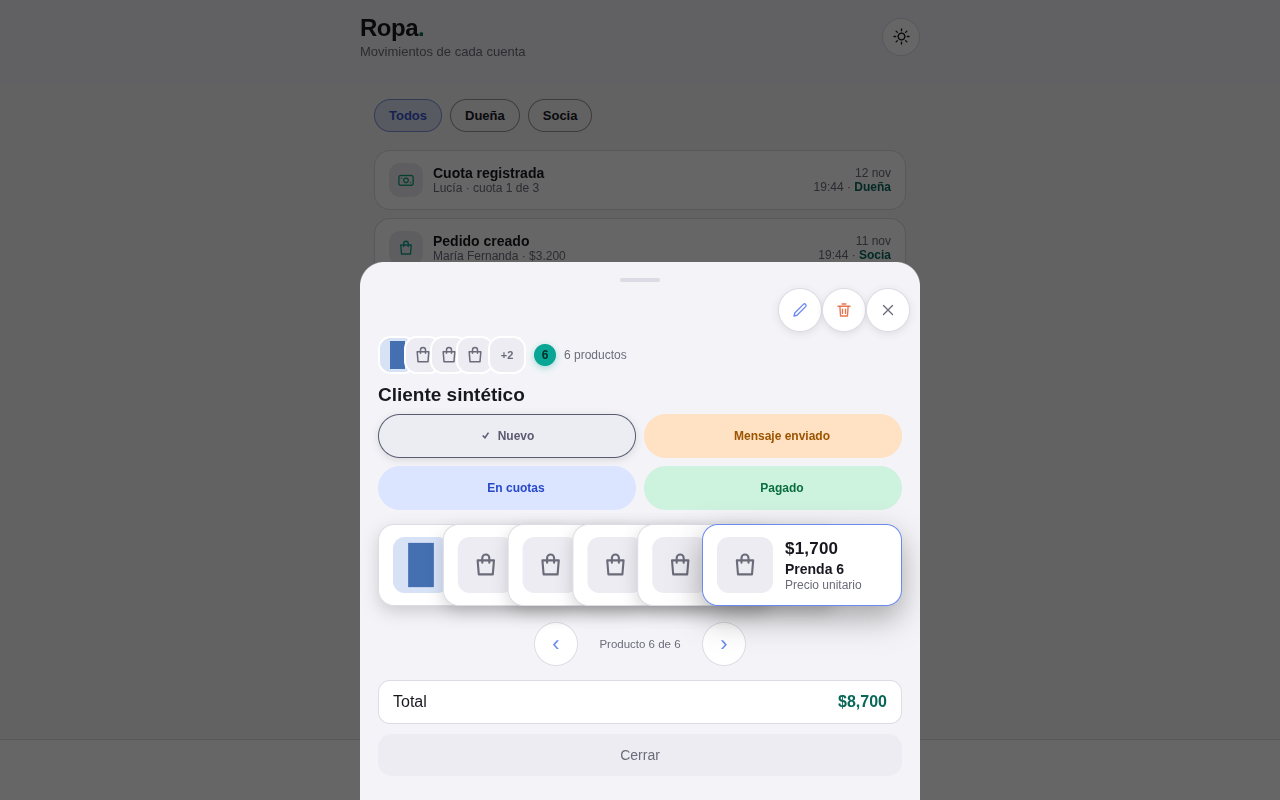 Ropa.
Movimientos de cada cuenta
Todos
Dueña
Socia
Cuota registrada
Lucía · cuota 1 de 3
12 nov
19:44 · Dueña
Pedido creado
María Fernanda · $3.200
11 nov
19:44 · Socia
+2
6
6 productos
Cliente sintético
Nuevo
Mensaje enviado
En cuotas
Pagado
$1,700
Prenda 6
Precio unitario
Producto 6 de 6
Total
$8,700
Cerrar